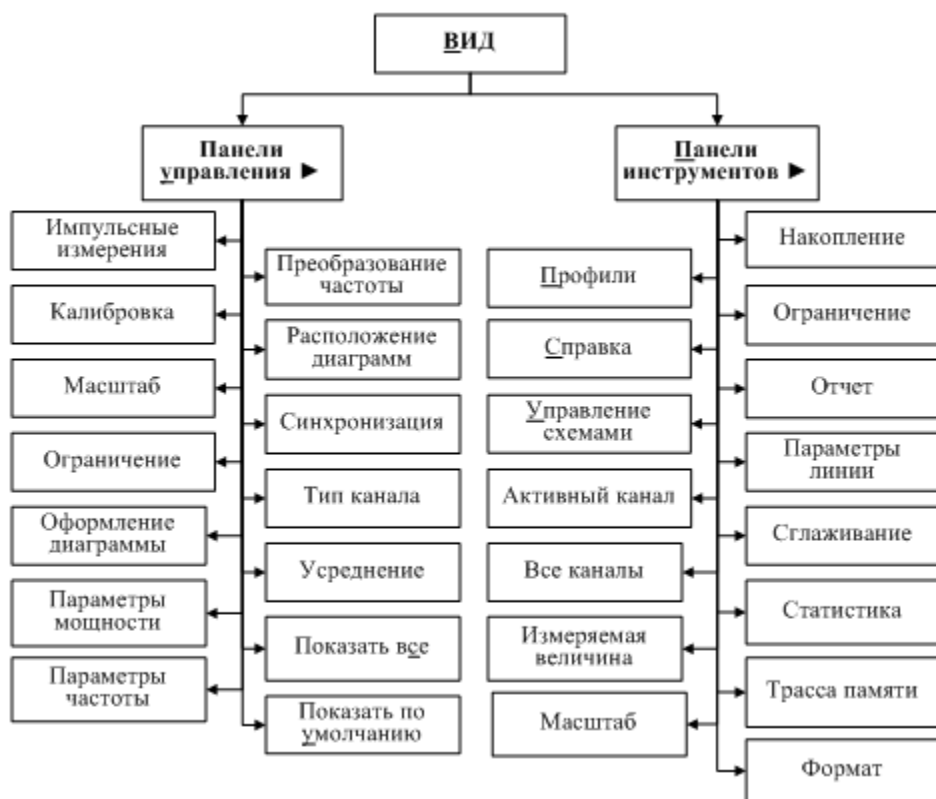 ВИД
Панели
управления ►
Импульсные
измерения
Калибровка
Масштаб
Ограничение
Оформление
диаграммы
Параметры
мощности
Параметры
частоты
Преобразование
частоты
Расположение
диаграмм
Синхронизация
Тип канала
Усреднение
Показать все
Показать по
умолчанию
Панели
инструментов ►
Профили
Справка
Управление
схемами
Активный канал
Все каналы
Измеряемая
величина
Масштаб
Накопление
Ограничение
Отчет
Параметры
линии
Сглаживание
Статистика
Трасса памяти
Формат